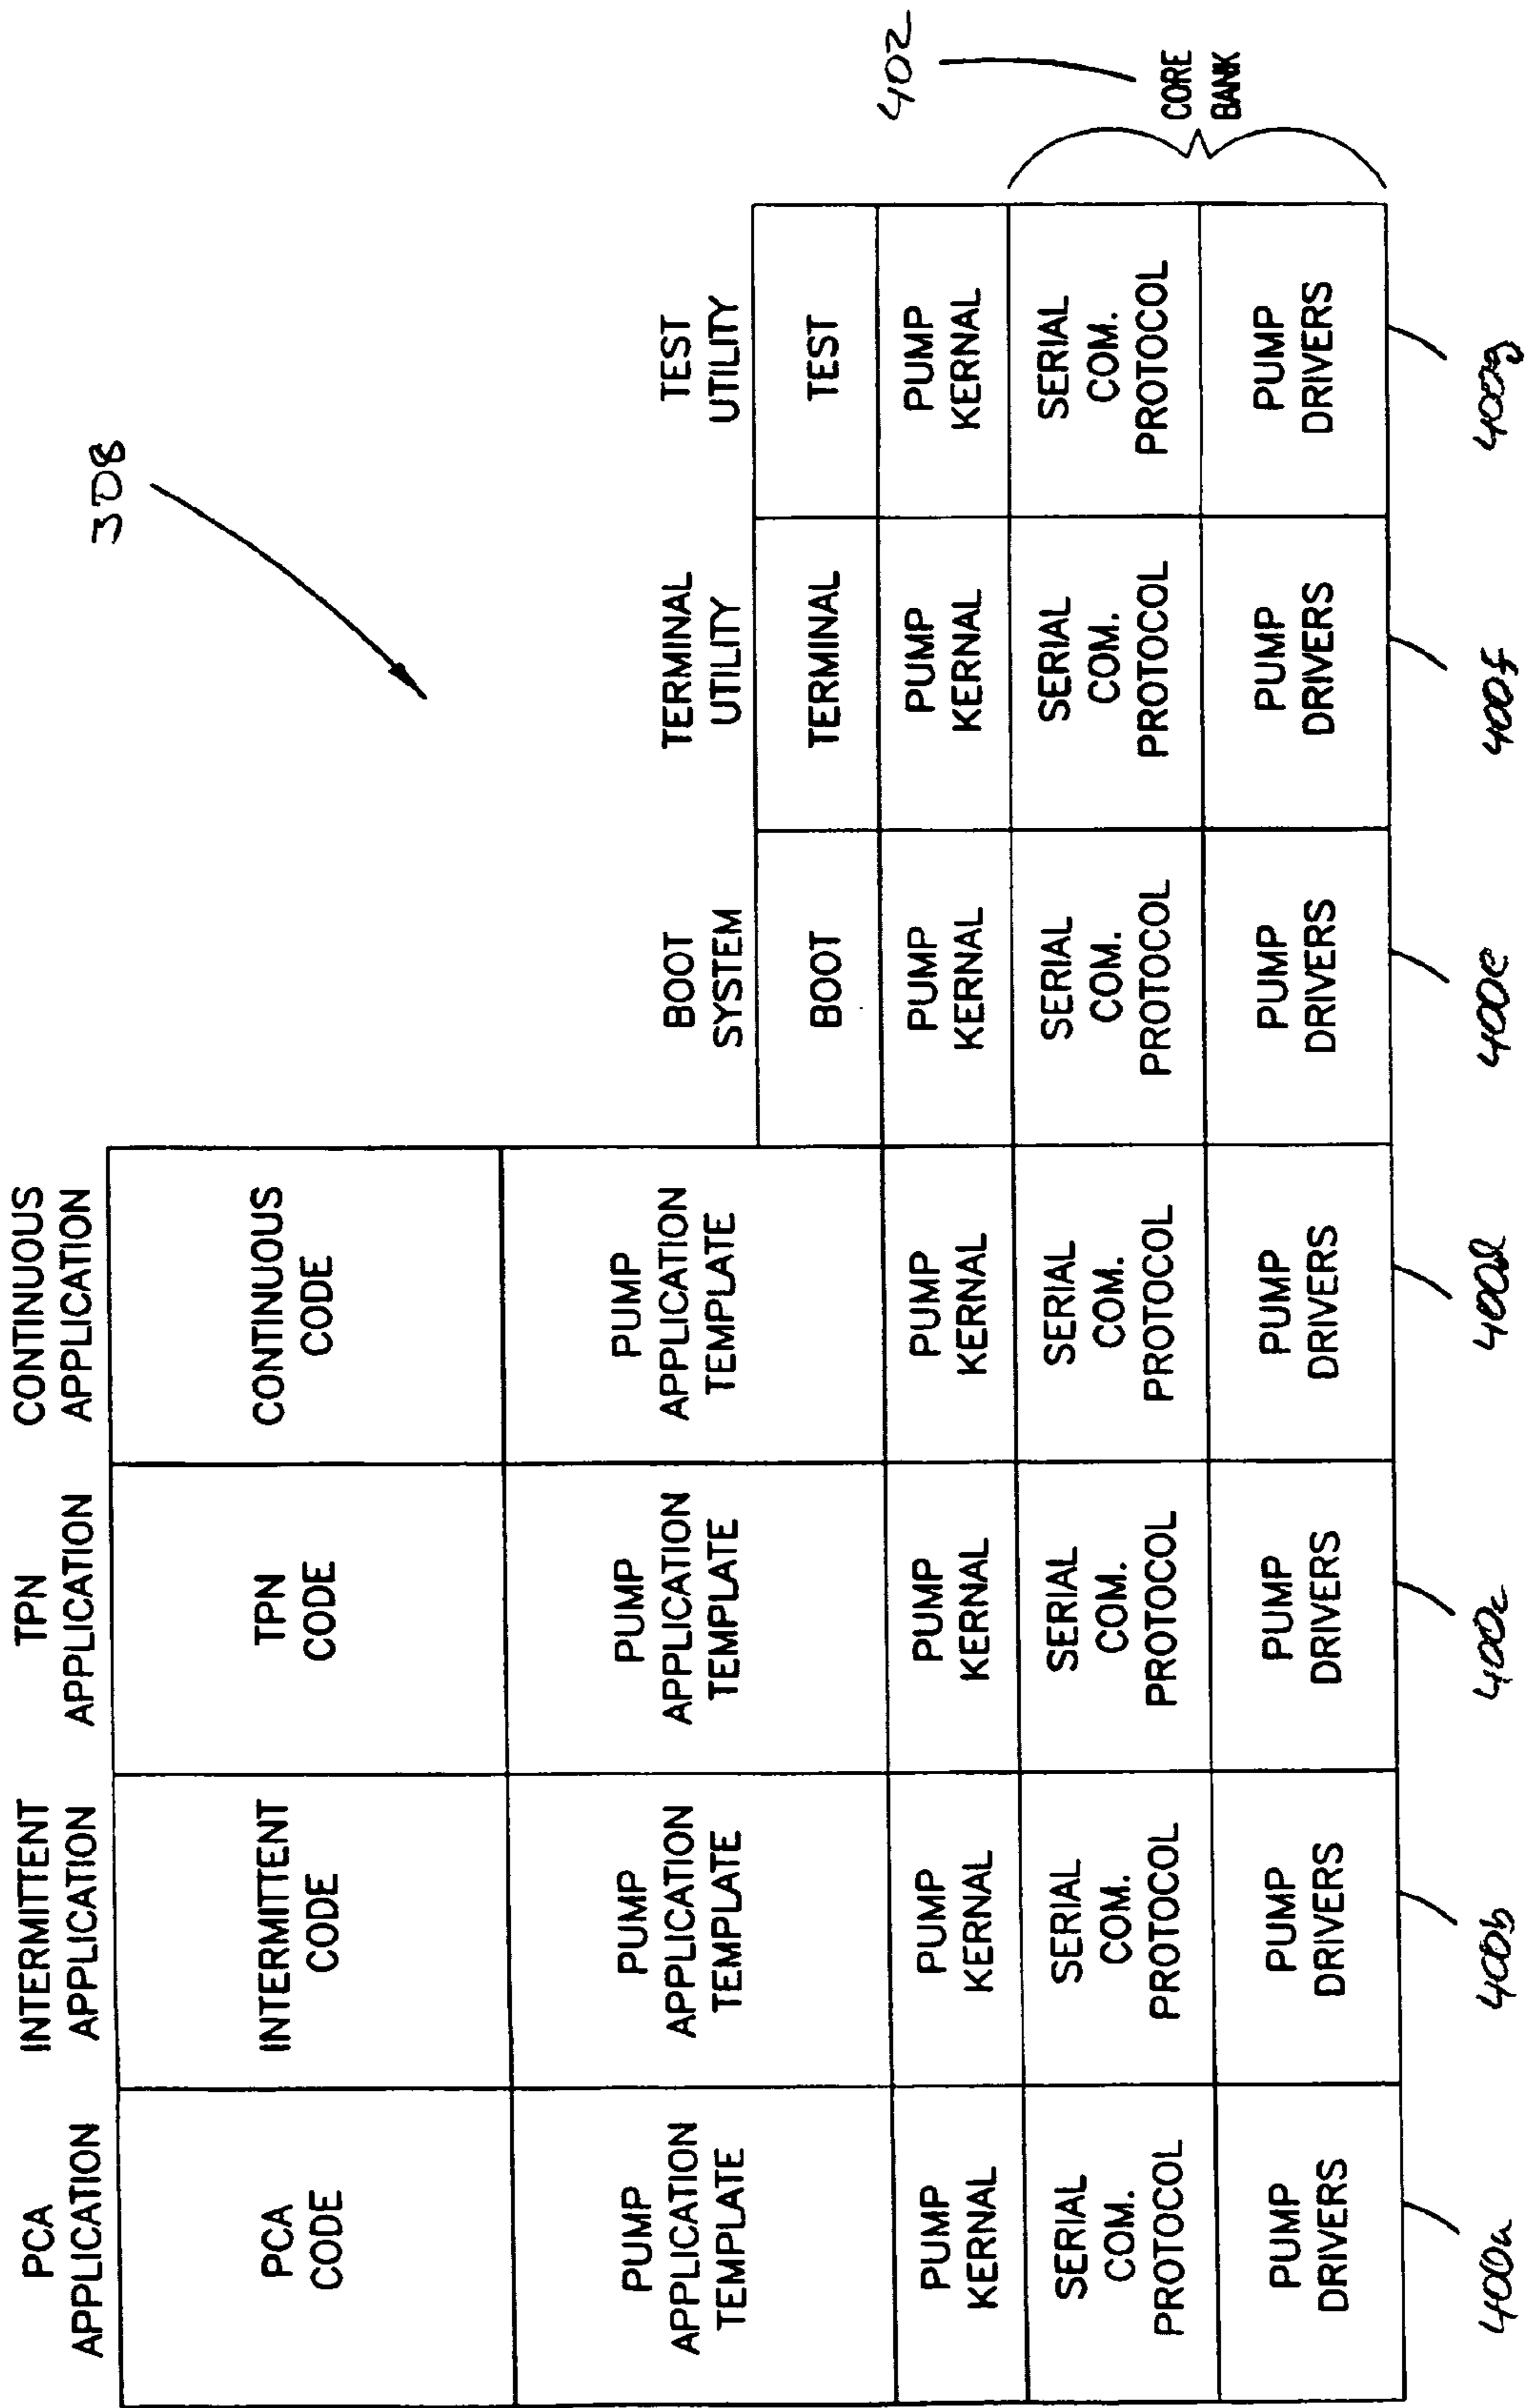 308
PCA
APPLICATION
INTERMITTENT
APPLICATION
TPN
APPLICATION
CONTINUOUS
APPLICATION
PCA
CODE
INTERMITTENT
CODE
TPN
CODE
CONTINUOUS
CODE
PUMP
APPLICATION
TEMPLATE
PUMP
APPLICATION
TEMPLATE
PUMP
APPLICATION
TEMPLATE
PUMP
APPLICATION
TEMPLATE
BOOT
SYSTEM
TERMINAL
UTILITY
TEST
UTILITY
BOOT
TERMINAL
TEST
PUMP
KERNAL
PUMP
KERNAL
PUMP
KERNAL
PUMP
KERNAL
PUMP
KERNAL
PUMP
KERNAL
PUMP
KERNAL
402
SERIAL
COM.
PROTOCOL
SERIAL
COM.
PROTOCOL
SERIAL
COM.
PROTOCOL
SERIAL
COM.
PROTOCOL
SERIAL
COM.
PROTOCOL
SERIAL
COM.
PROTOCOL
SERIAL
COM.
PROTOCOL
CORE
BANK
PUMP
DRIVERS
PUMP
DRIVERS
PUMP
DRIVERS
PUMP
DRIVERS
PUMP
DRIVERS
PUMP
DRIVERS
PUMP
DRIVERS
400a
400b
400c
400d
400e
400f
400g